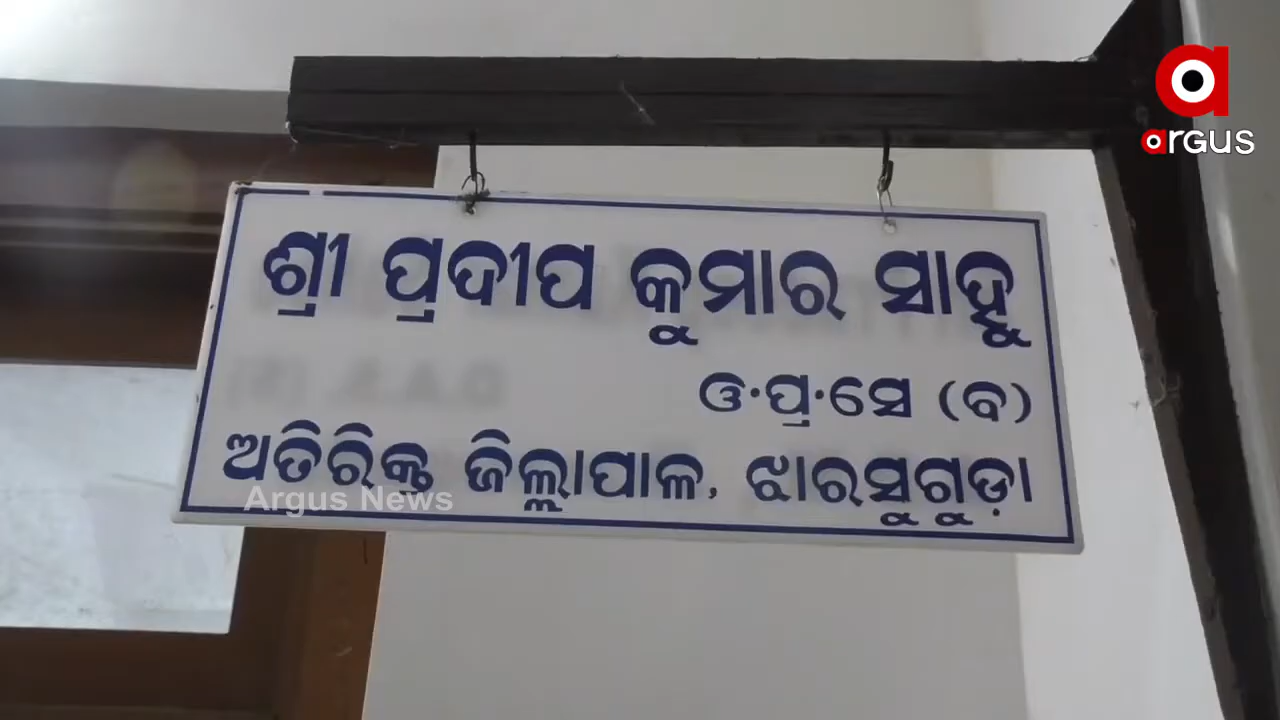 argus
ଶ୍ରୀ ପ୍ରଦୀପ କୁମାର ସାହୁ
ଓ·ପ୍ର·ସେ (ବ)
ଅତିରିକ୍ତ ଜିଲ୍ଲାପାଳ, ଝାରସୁଗୁଡ଼ା
Argus News